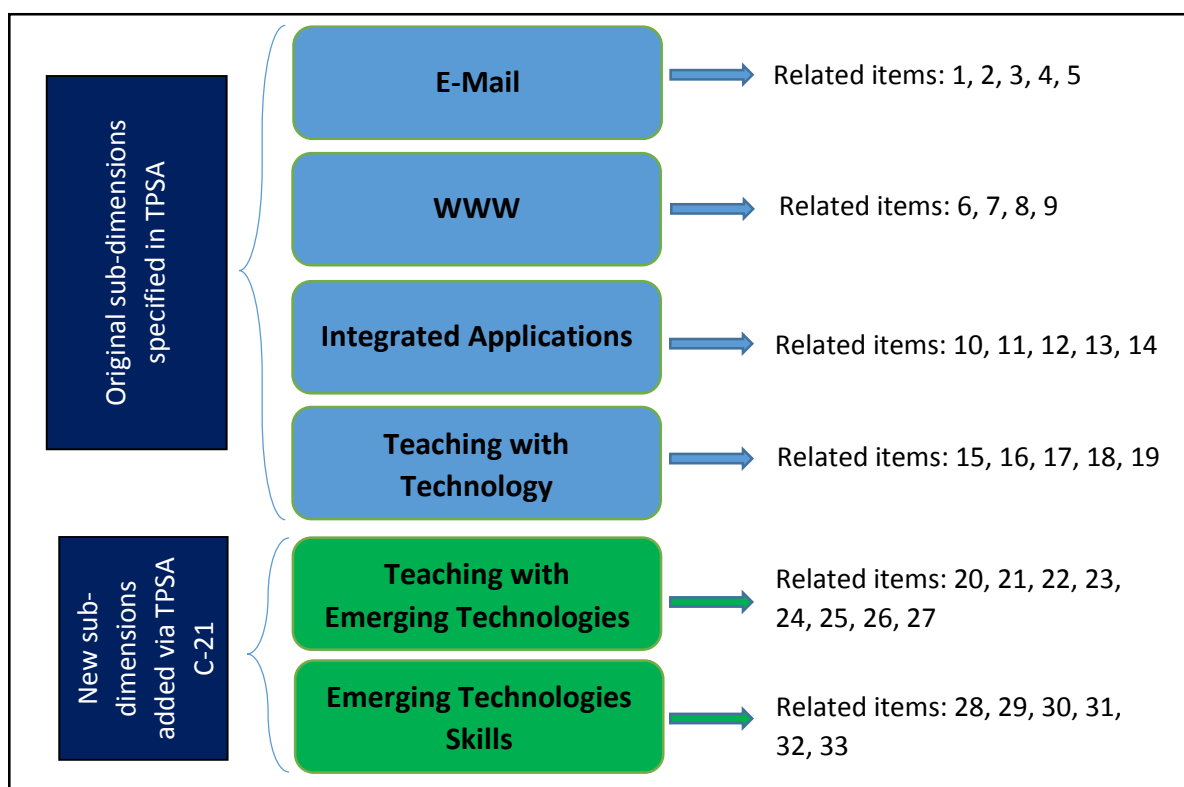 Original sub-dimensions
specified in TPSA
E-Mail
Related items: 1, 2, 3, 4, 5
WWW
Related items: 6, 7, 8, 9
Integrated Applications
Related items: 10, 11, 12, 13, 14
Teaching with
Technology
Related items: 15, 16, 17, 18, 19
New sub-
dimensions
added via TPSA
C-21
Teaching with
Emerging Technologies
Related items: 20, 21, 22, 23,
24, 25, 26, 27
Emerging Technologies
Skills
Related items: 28, 29, 30, 31,
32, 33